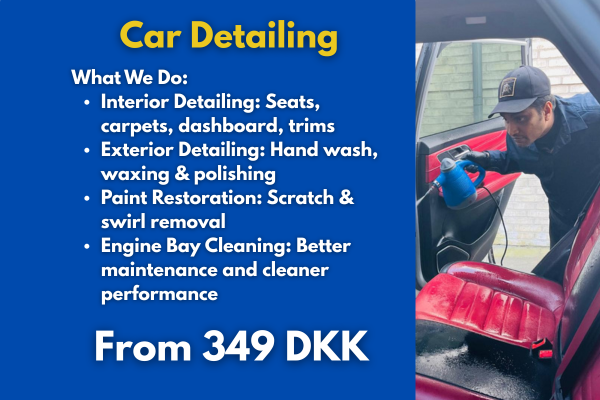 Car Detailing
What We Do:
• Interior Detailing: Seats,
carpets, dashboard, trims
• Exterior Detailing: Hand wash,
waxing & polishing
• Paint Restoration: Scratch &
swirl removal
• Engine Bay Cleaning: Better
maintenance and cleaner
performance
From 349 DKK